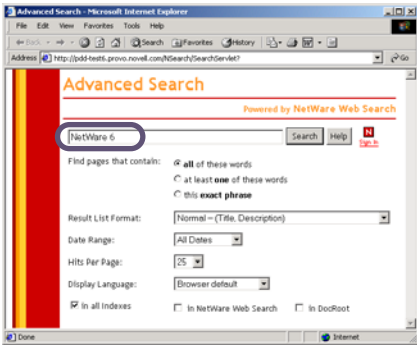 Advanced Search - Microsoft Internet Explorer
File Edit View Favorites Tools Help
Back Search Favorites History
Address http://pdd-test6.provo.novell.com/NSearch/SearchServlet? Go
Advanced Search
Powered by NetWare Web Search
NetWare 6 Search Help N
Sign In
Find pages that contain: all of these words
at least one of these words
this exact phrase
Result List Format: Normal -- (Title, Description)
Date Range: All Dates
Hits Per Page: 25
Display Language: Browser default
In all Indexes In NetWare Web Search In DocRoot
Done Internet